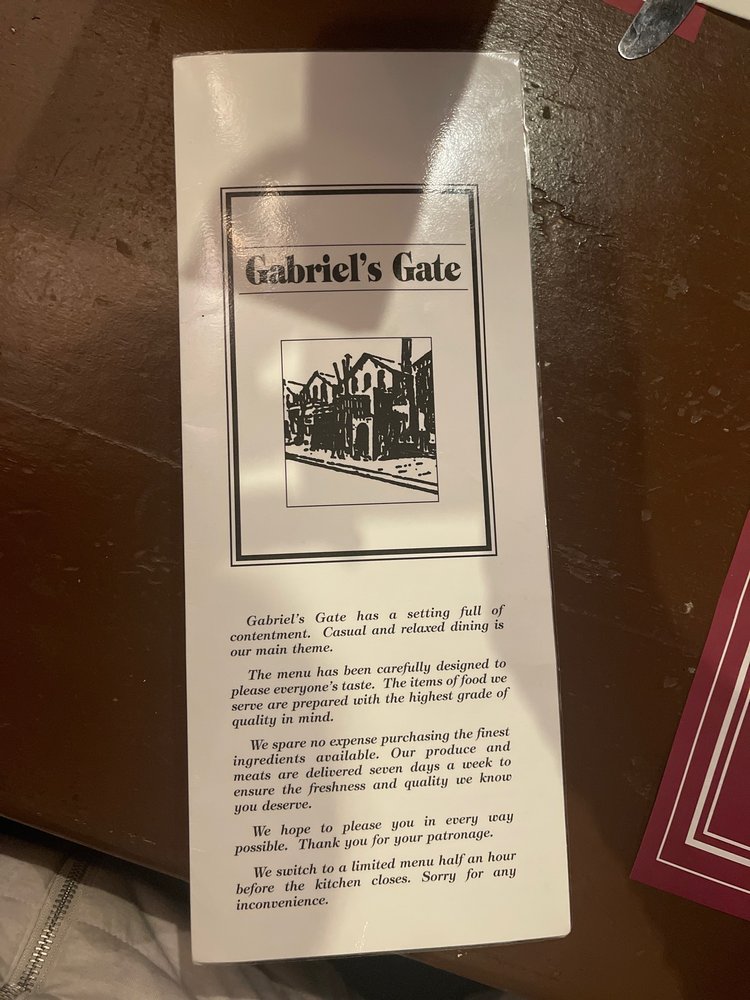 Gabriel's Gate
Gabriel's Gate has a setting full of
contentment. Casual and relaxed dining is
our main theme.
The menu has been carefully designed to
please everyone's taste. The items of food we
serve are prepared with the highest grade of
quality in mind.
We spare no expense purchasing the finest
ingredients available. Our produce and
meats are delivered seven days a week to
ensure the freshness and quality we know
you deserve.
We hope to please you in every way
possible. Thank you for your patronage.
We switch to a limited menu half an hour
before the kitchen closes. Sorry for any
inconvenience.